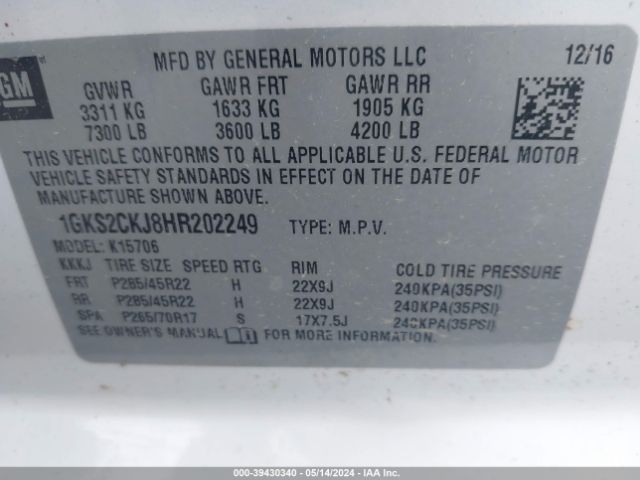 GM
MFD BY GENERAL MOTORS LLC 12/16
GVWR GAWR FRT GAWR RR
3311 KG 1633 KG 1905 KG
7300 LB 3600 LB 4200 LB
THIS VEHICLE CONFORMS TO ALL APPLICABLE U.S. FEDERAL MOTOR
VEHICLE SAFETY STANDARDS IN EFFECT ON THE DATE OF
MANUFACTURE SHOWN ABOVE.
1GKS2CKJ8HR202249 TYPE: M.P.V.
MODEL: K15706
KKKJ TIRE SIZE SPEED RTG RIM COLD TIRE PRESSURE
FRT P285/45R22 H 22X9J 240KPA(35PSI)
RR P285/45R22 H 22X9J 240KPA(35PSI)
SPA P265/70R17 S 17X7.5J 240KPA(35PSI)
SEE OWNER'S MANUAL FOR MORE INFORMATION.
000-39430340 - 05/14/2024 - IAA Inc.